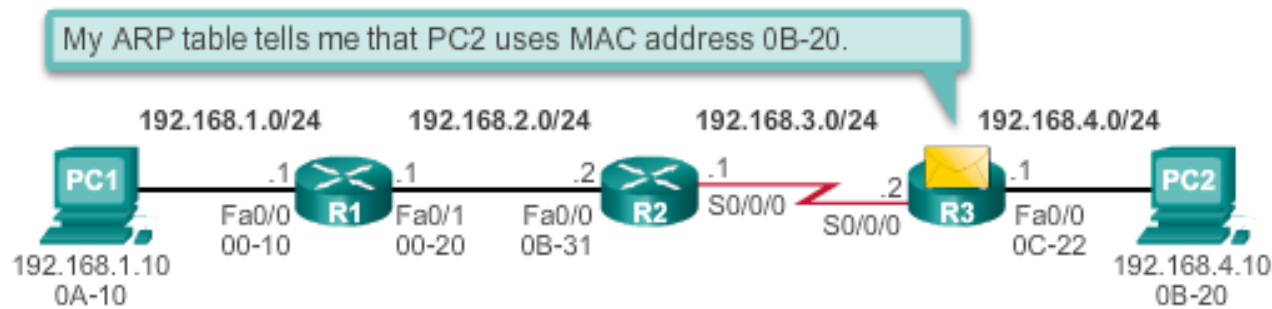 My ARP table tells me that PC2 uses MAC address 0B-20.
192.168.1.0/24 192.168.2.0/24 192.168.3.0/24 192.168.4.0/24
PC1 .1 R1 .1 .2 R2 .1 .2 R3 .1 PC2
Fa0/0 Fa0/1 Fa0/0 S0/0/0 S0/0/0 Fa0/0
00-10 00-20 0B-31 0C-22
192.168.1.10 192.168.4.10
0A-10 0B-20